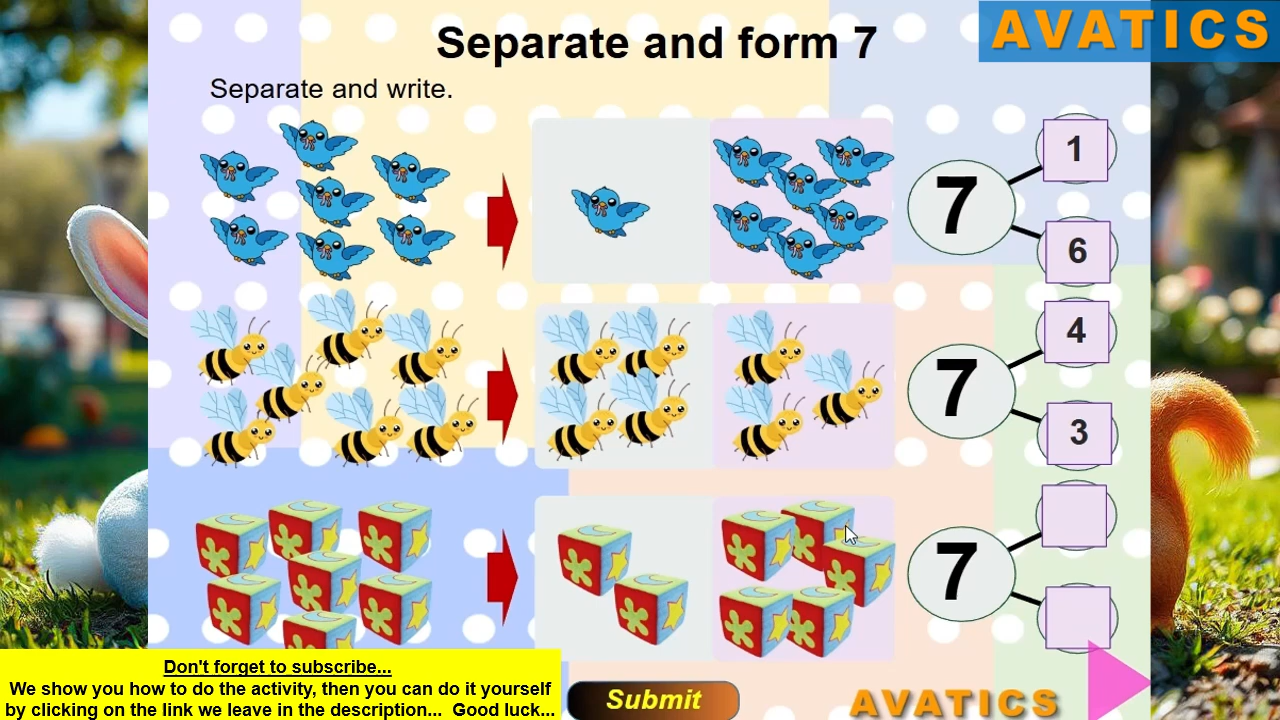 Separate and form 7
AVATICS
Separate and write.
7
1
6
7
4
3
7
Submit
AVATICS
Don't forget to subscribe...
We show you how to do the activity, then you can do it yourself
by clicking on the link we leave in the description... Good luck...